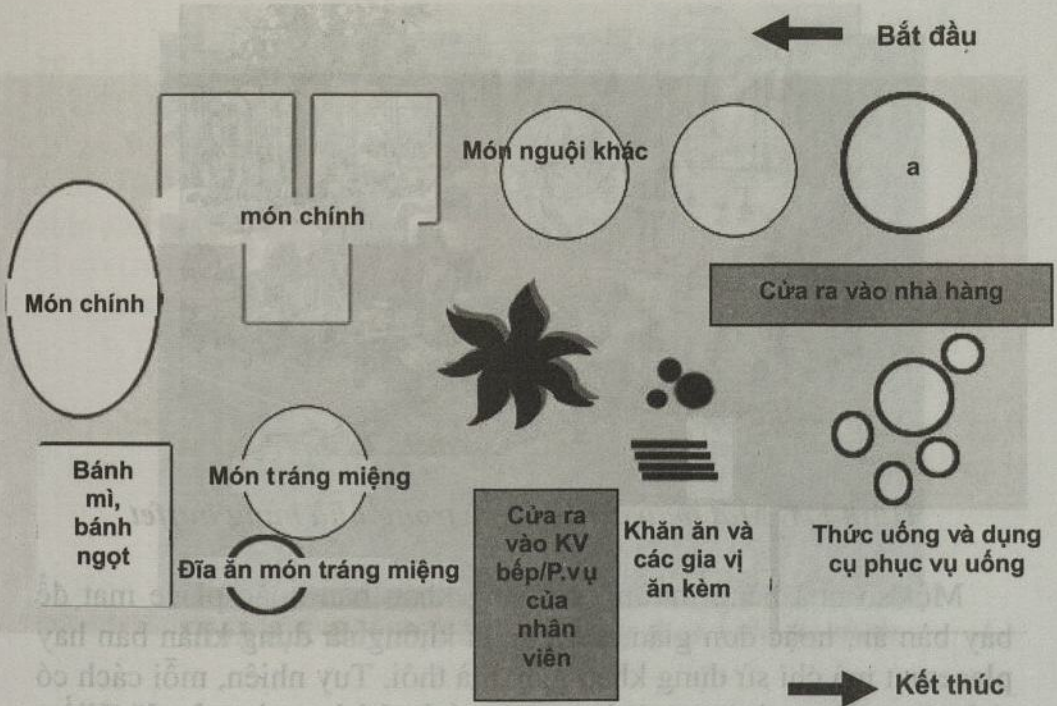 Bắt đầu
Món nguội khác
a
món chính
Cửa ra vào nhà hàng
Món chính
Bánh
mì,
bánh
ngọt
Món tráng miệng
Đĩa ăn món tráng miệng
Cửa ra
vào KV
bếp/P.vụ
của
nhân
viên
Khăn ăn và
các gia vị
ăn kèm
Thức uống và dụng
cụ phục vụ uống
Kết thúc